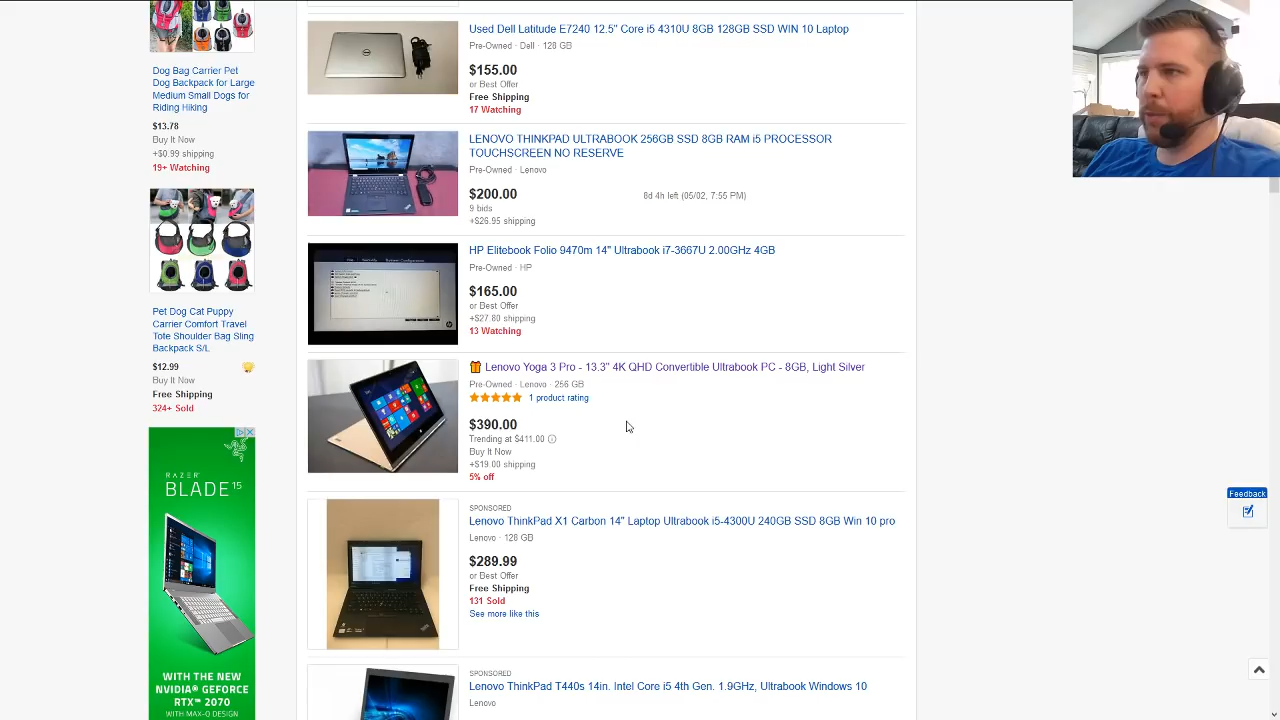 Dog Bag Carrier Pet
Dog Backpack for Large
Medium Small Dogs for
Riding Hiking
$13.78
Buy It Now
+$0.99 shipping
19+ Watching
Pet Dog Cat Puppy
Carrier Comfort Travel
Tote Shoulder Bag Sling
Backpack S/L
$12.99
Buy It Now
Free Shipping
324+ Sold
RAZER
BLADE 15
WITH THE NEW
NVIDIA® GEFORCE
RTX™ 2070
WITH MAX-Q DESIGN
Used Dell Latitude E7240 12.5" Core i5 4310U 8GB 128GB SSD WIN 10 Laptop
Pre-Owned · Dell · 128 GB
$155.00
or Best Offer
Free Shipping
17 Watching
LENOVO THINKPAD ULTRABOOK 256GB SSD 8GB RAM i5 PROCESSOR
TOUCHSCREEN NO RESERVE
Pre-Owned · Lenovo
$200.00
8d 4h left (05/02, 7:55 PM)
9 bids
+$26.95 shipping
HP Elitebook Folio 9470m 14" Ultrabook i7-3667U 2.00GHz 4GB
Pre-Owned · HP
$165.00
or Best Offer
+$27.80 shipping
13 Watching
Lenovo Yoga 3 Pro - 13.3" 4K QHD Convertible Ultrabook PC - 8GB, Light Silver
Pre-Owned · Lenovo · 256 GB
1 product rating
$390.00
Trending at $411.00
Buy It Now
+$19.00 shipping
5% off
SPONSORED
Lenovo ThinkPad X1 Carbon 14" Laptop Ultrabook i5-4300U 240GB SSD 8GB Win 10 pro
Lenovo · 128 GB
$289.99
or Best Offer
Free Shipping
131 Sold
See more like this
SPONSORED
Lenovo ThinkPad T440s 14in. Intel Core i5 4th Gen. 1.9GHz, Ultrabook Windows 10
Lenovo
Feedback